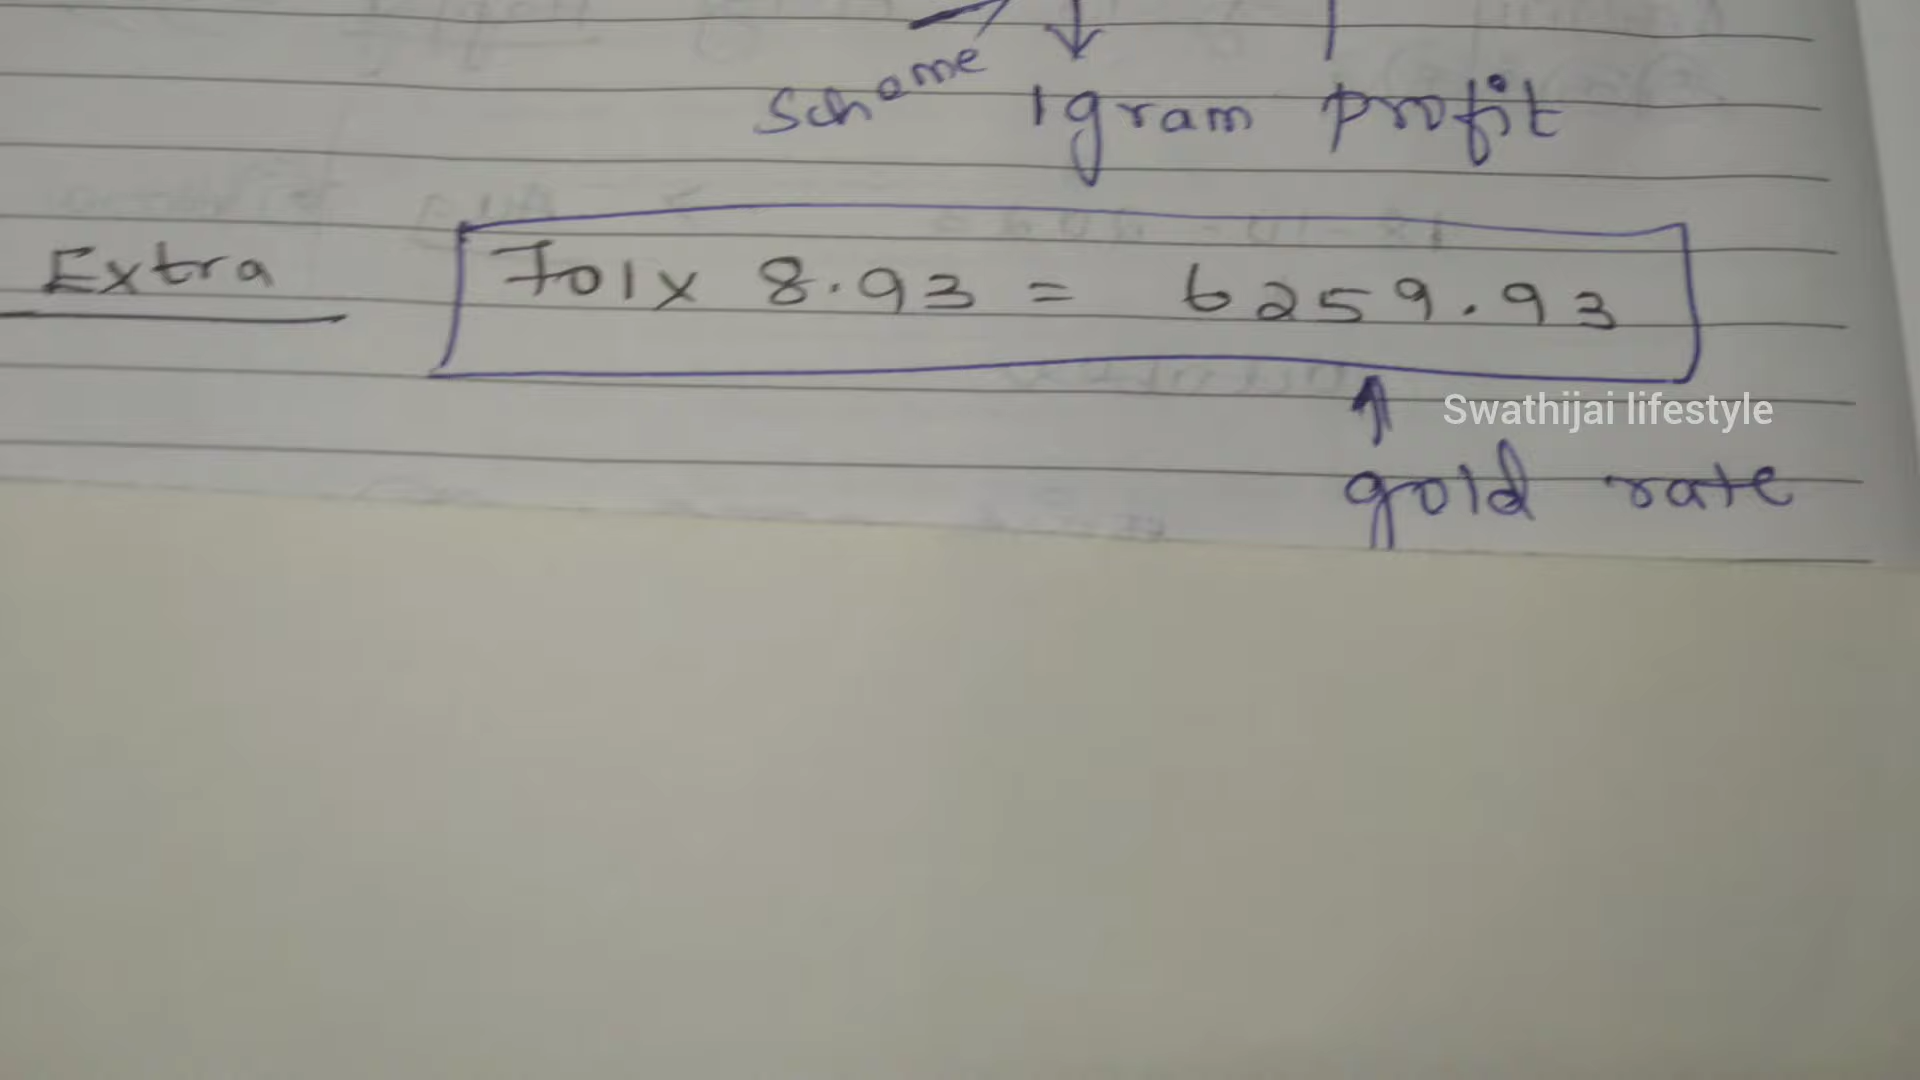 Scheme 1gram profit
Extra 701x 8.93 = 6259.93
Swathijai lifestyle
gold rate